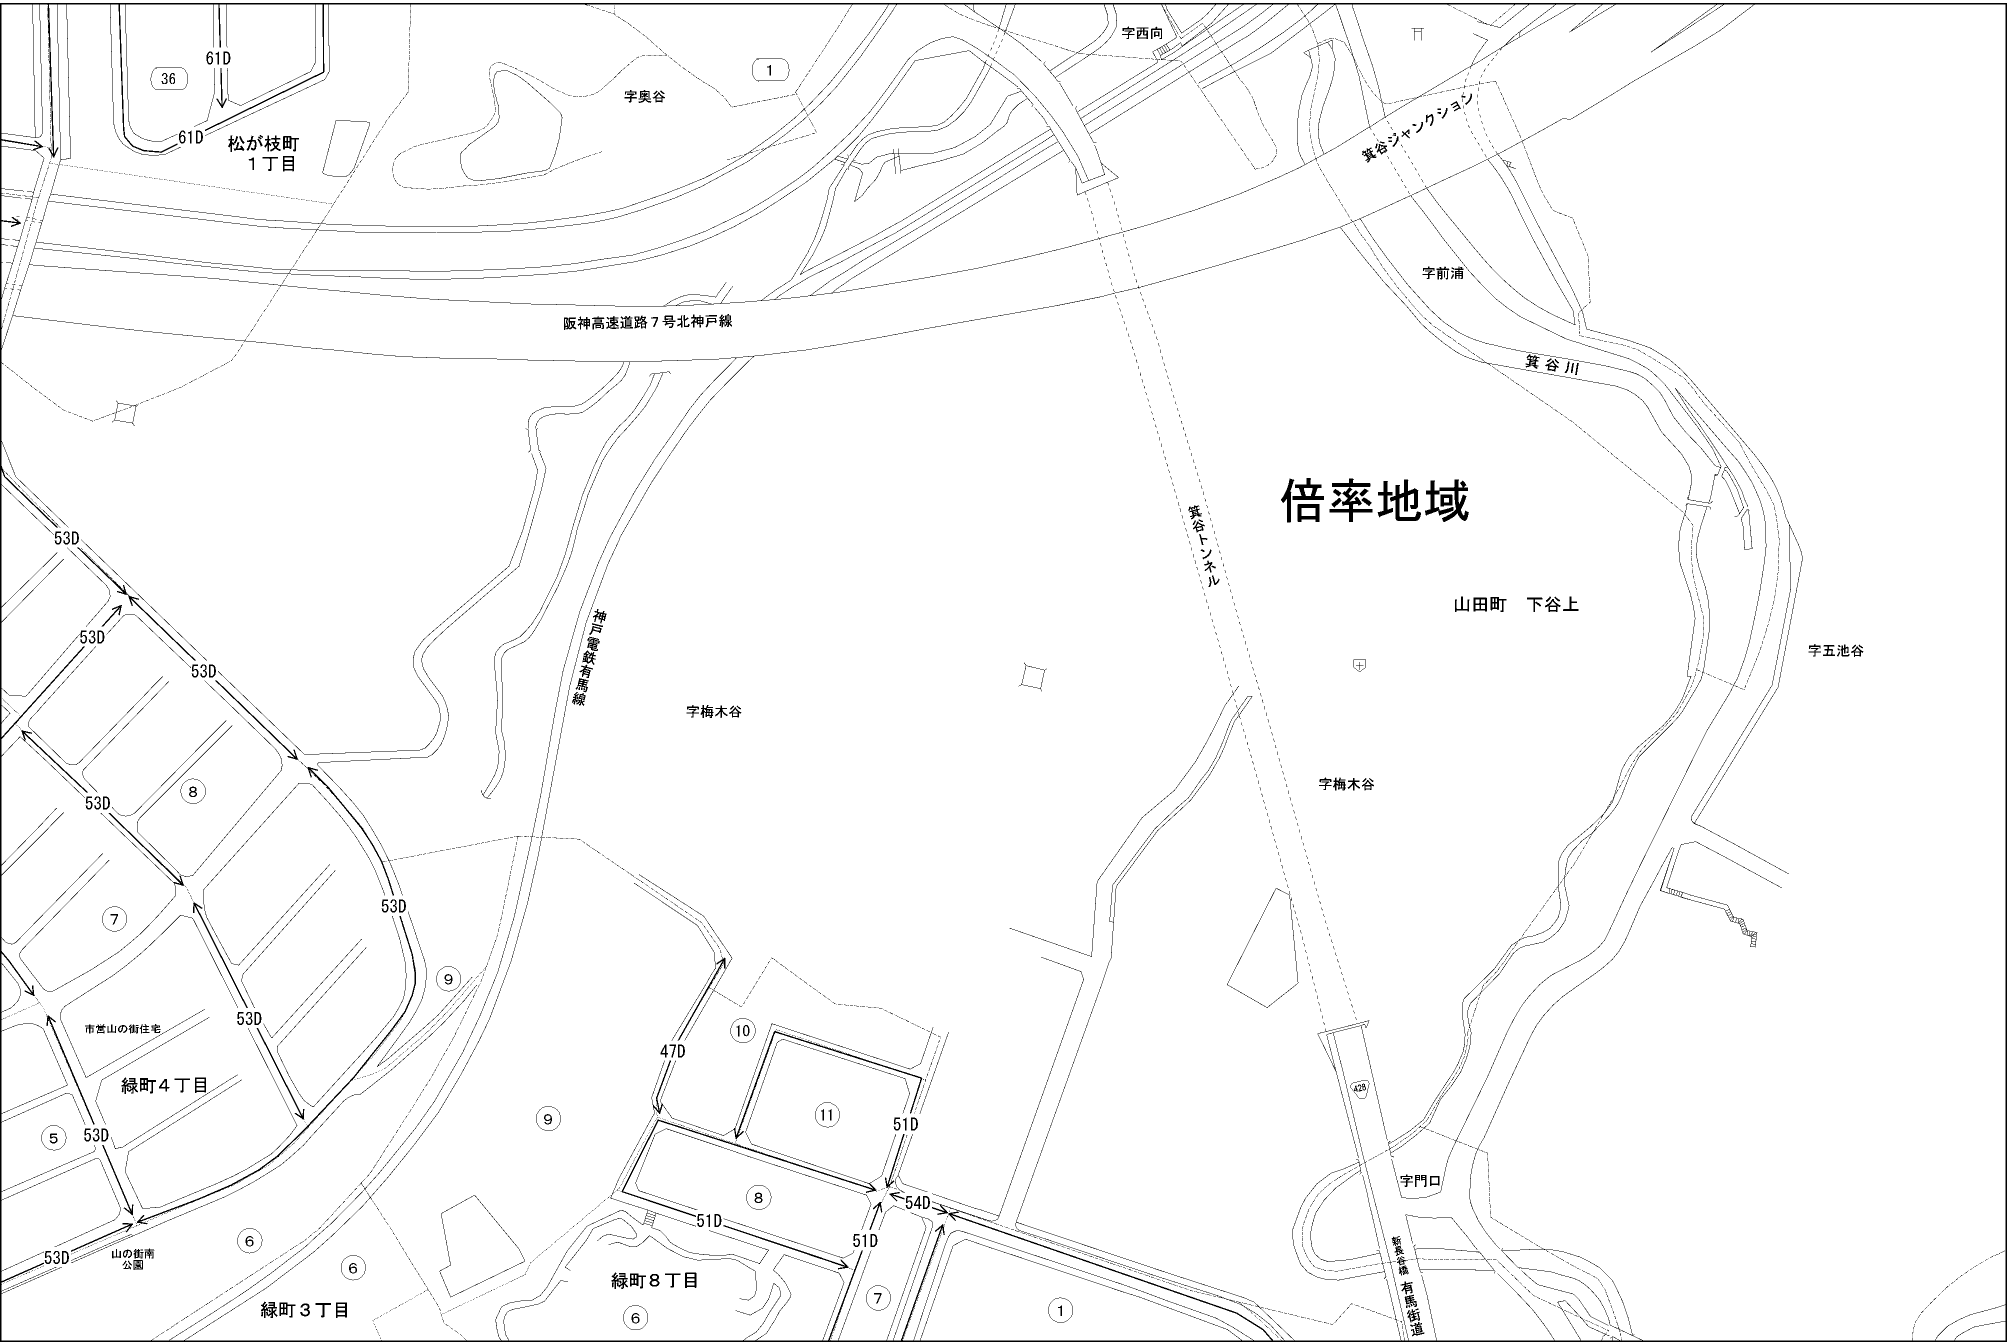 字西向
61D
36
1
字奥谷
61D
松が枝町
1丁目
箕谷ジャンクション
字前浦
阪神高速道路7号北神戸線
箕谷川
倍率地域
箕谷トンネル
53D
山田町 下谷上
53D
神戸電鉄有馬線
字五池谷
53D
字梅木谷
字梅木谷
8
53D
53D
7
9
53D
市営山の街住宅
10
47D
緑町4丁目
428
11
9
51D
5
53D
字門口
8
54D
51D
51D
6
新長谷橋
53D
山の街南
公園
6
緑町8丁目
有馬街道
7
緑町3丁目
6
1